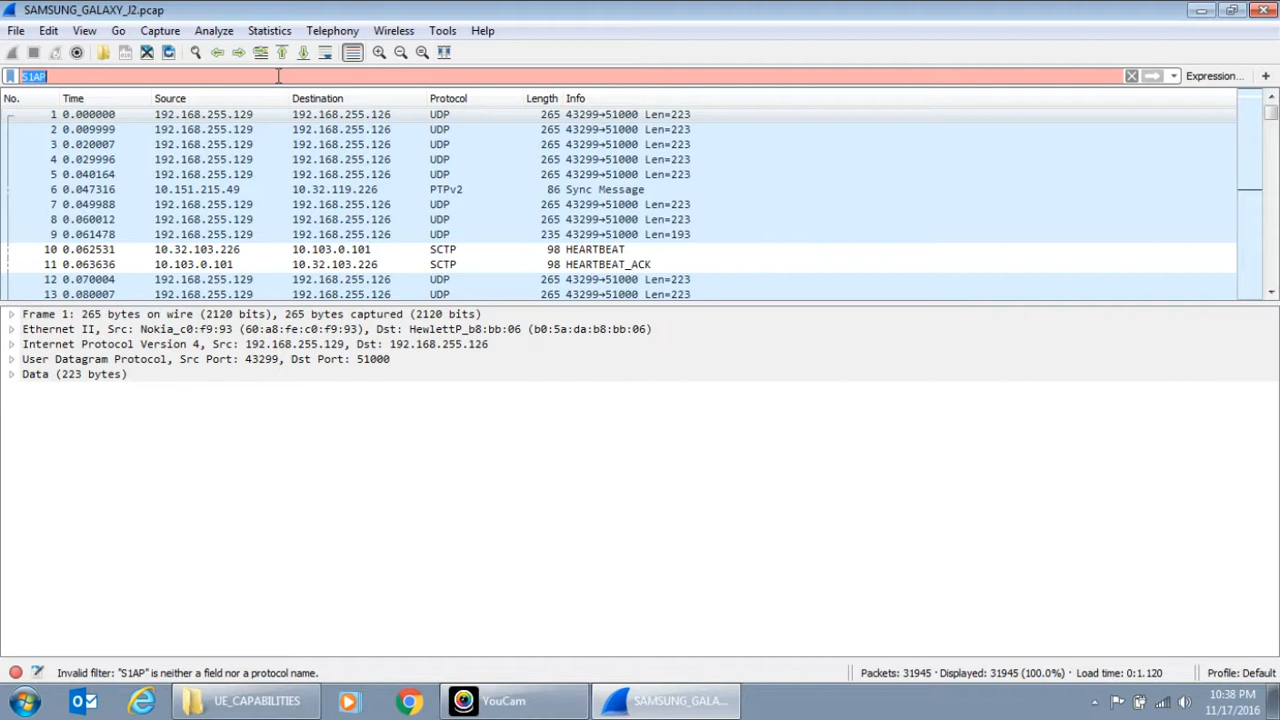 SAMSUNG_GALAXY_J2.pcap
File Edit View Go Capture Analyze Statistics Telephony Wireless Tools Help
S1AP Expression... +
No. Time Source Destination Protocol Length Info
1 0.000000 192.168.255.129 192.168.255.126 UDP 265 43299→51000 Len=223
2 0.009999 192.168.255.129 192.168.255.126 UDP 265 43299→51000 Len=223
3 0.020007 192.168.255.129 192.168.255.126 UDP 265 43299→51000 Len=223
4 0.029996 192.168.255.129 192.168.255.126 UDP 265 43299→51000 Len=223
5 0.040164 192.168.255.129 192.168.255.126 UDP 265 43299→51000 Len=223
6 0.047316 10.151.215.49 10.32.119.226 PTPv2 86 Sync Message
7 0.049988 192.168.255.129 192.168.255.126 UDP 265 43299→51000 Len=223
8 0.060012 192.168.255.129 192.168.255.126 UDP 265 43299→51000 Len=223
9 0.061478 192.168.255.129 192.168.255.126 UDP 235 43299→51000 Len=193
10 0.062531 10.32.103.226 10.103.0.101 SCTP 98 HEARTBEAT
11 0.063636 10.103.0.101 10.32.103.226 SCTP 98 HEARTBEAT_ACK
12 0.070004 192.168.255.129 192.168.255.126 UDP 265 43299→51000 Len=223
13 0.080007 192.168.255.129 192.168.255.126 UDP 265 43299→51000 Len=223
Frame 1: 265 bytes on wire (2120 bits), 265 bytes captured (2120 bits)
Ethernet II, Src: Nokia_c0:f9:93 (60:a8:fe:c0:f9:93), Dst: HewlettP_b8:bb:06 (b0:5a:da:b8:bb:06)
Internet Protocol Version 4, Src: 192.168.255.129, Dst: 192.168.255.126
User Datagram Protocol, Src Port: 43299, Dst Port: 51000
Data (223 bytes)
Invalid filter: "S1AP" is neither a field nor a protocol name. Packets: 31945 · Displayed: 31945 (100.0%) · Load time: 0:1.120 Profile: Default
UE_CAPABILITIES YouCam SAMSUNG_GALA... 10:38 PM
11/17/2016